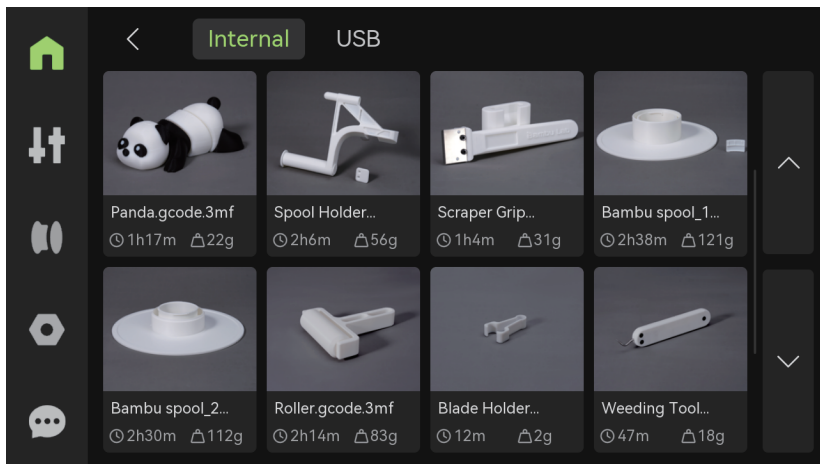 Internal USB
Panda.gcode.3mf
1h17m 22g
Spool Holder...
2h6m 56g
Scraper Grip...
1h4m 31g
Bambu spool_1...
2h38m 121g
Bambu spool_2...
2h30m 112g
Roller.gcode.3mf
2h14m 83g
Blade Holder...
12m 2g
Weeding Tool...
47m 18g